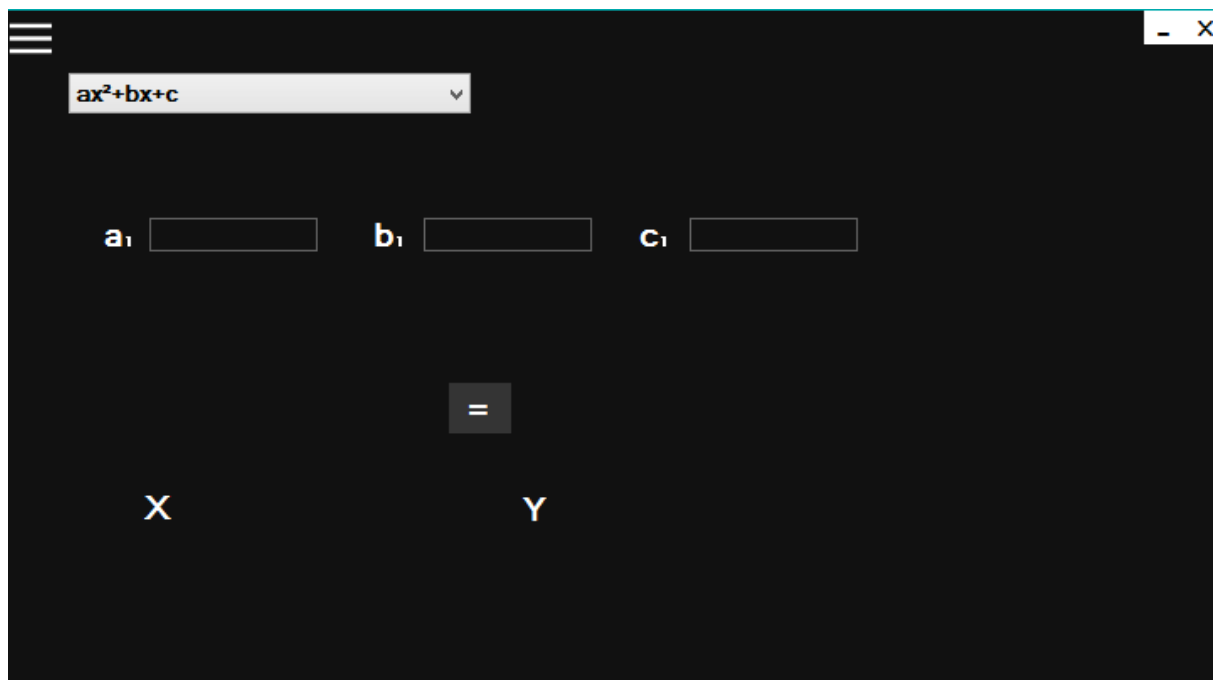 ax²+bx+c
a₁ b₁ c₁
=
X Y